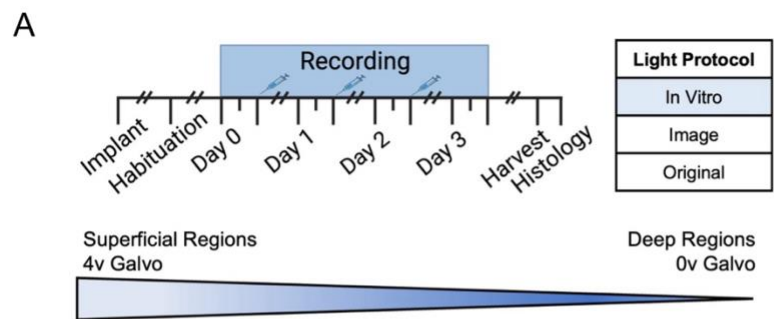 A
Recording
Implant
Habituation
Day 0
Day 1
Day 2
Day 3
Harvest
Histology
Light Protocol
In Vitro
Image
Original
Superficial Regions
4v Galvo
Deep Regions
0v Galvo